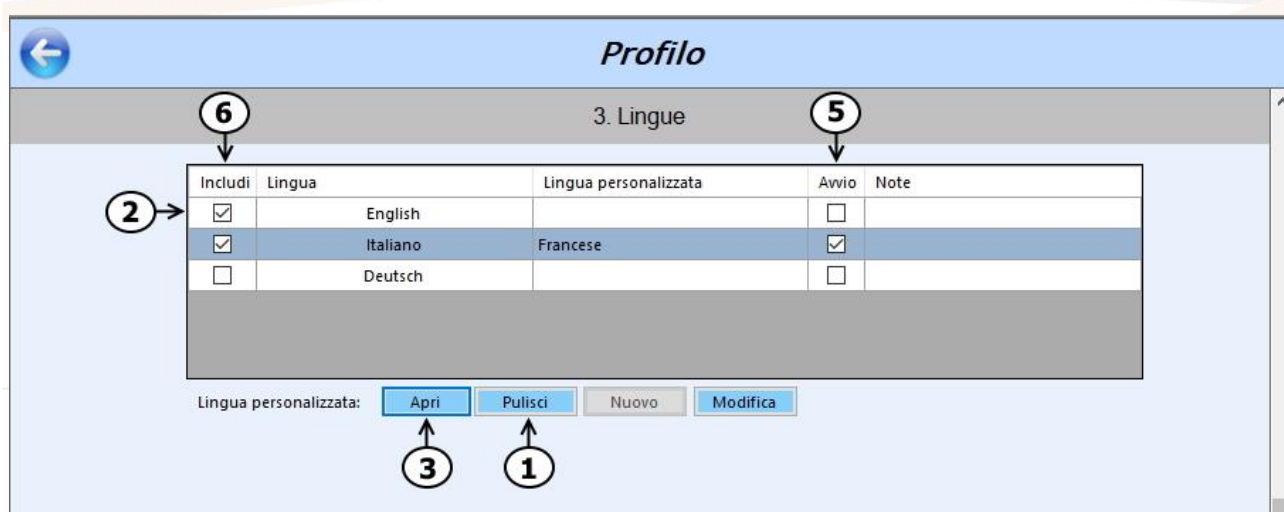 Profilo
6 3. Lingue 5
Includi Lingua Lingua personalizzata Avvio Note
2 English
Italiano Francese
Deutsch
Lingua personalizzata: Apri Pulisci Nuovo Modifica
3 1